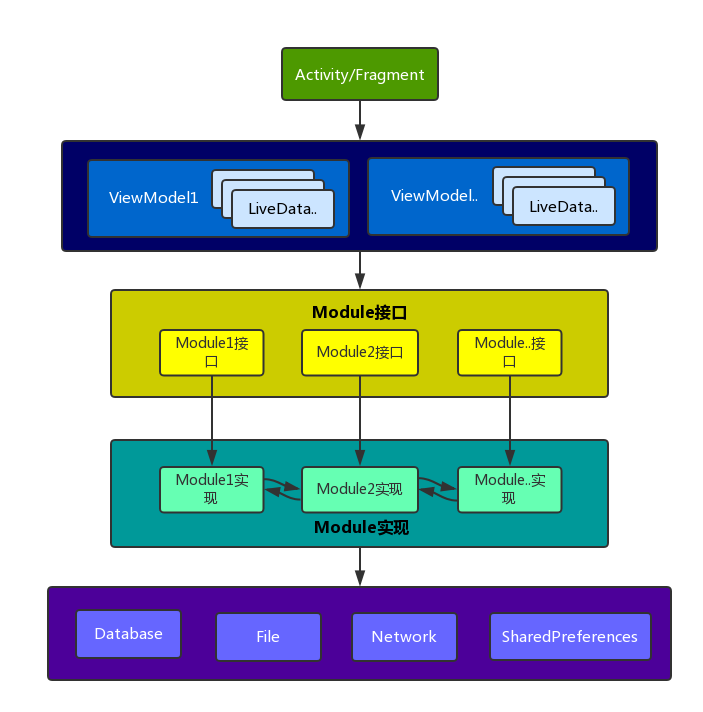 Activity/Fragment
ViewModel1
LiveData..
ViewModel..
LiveData..
Module接口
Module1接
口
Module2接口
Module..接
口
Module1实
现
Module2实现
Module..实
现
Module实现
Database
File
Network
SharedPreferences